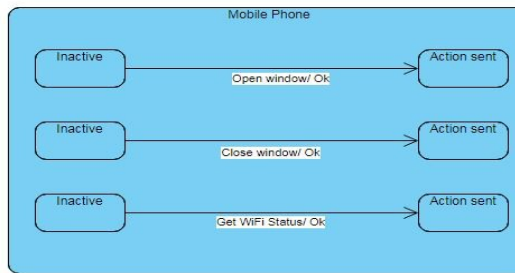 Mobile Phone
Inactive
Action sent
Open window/ Ok
Inactive
Action sent
Close window/ Ok
Inactive
Action sent
Get WiFi Status/ Ok